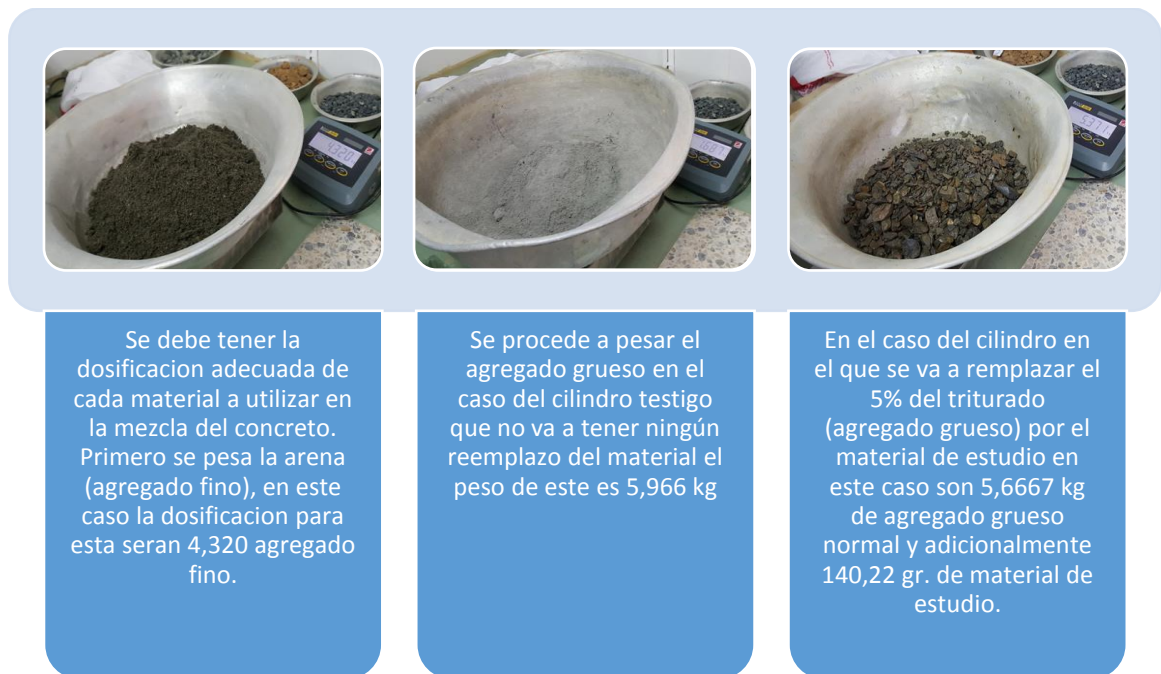 4320
5377
Se debe tener la
dosificacion adecuada de
cada material a utilizar en
la mezcla del concreto.
Primero se pesa la arena
(agregado fino), en este
caso la dosificacion para
esta seran 4,320 agregado
fino.
Se procede a pesar el
agregado grueso en el
caso del cilindro testigo
que no va a tener ningún
reemplazo del material el
peso de este es 5,966 kg
En el caso del cilindro en
el que se va a remplazar el
5% del triturado
(agregado grueso) por el
material de estudio en
este caso son 5,6667 kg
de agregado grueso
normal y adicionalmente
140,22 gr. de material de
estudio.